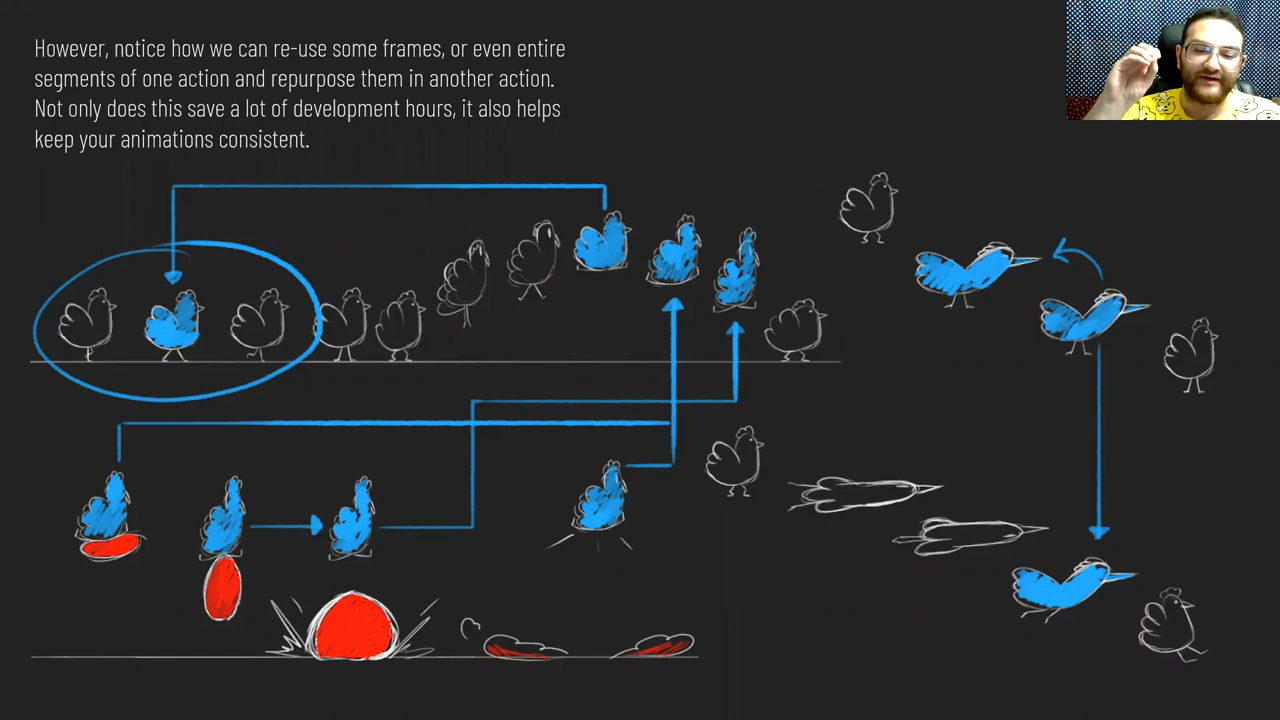 However, notice how we can re-use some frames, or even entire
segments of one action and repurpose them in another action.
Not only does this save a lot of development hours, it also helps
keep your animations consistent.